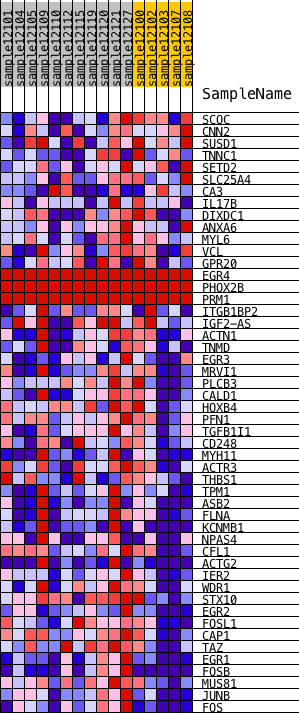 sample12101
sample12104
sample12105
sample12109
sample12110
sample12112
sample12115
sample12119
sample12120
sample12121
sample12122
sample12100
sample12102
sample12103
sample12107
sample12108
SampleName
SCOC
CNN2
SUSD1
TNNC1
SETD2
SLC25A4
CA3
IL17B
DIXDC1
ANXA6
MYL6
VCL
GPR20
EGR4
PHOX2B
PRM1
ITGB1BP2
IGF2-AS
ACTN1
TNMD
EGR3
MRVI1
PLCB3
CALD1
HOXB4
PFN1
TGFB1I1
CD248
MYH11
ACTR3
THBS1
TPM1
ASB2
FLNA
KCNMB1
NPAS4
CFL1
ACTG2
IER2
WDR1
STX10
EGR2
FOSL1
CAP1
TAZ
EGR1
FOSB
MUS81
JUNB
FOS